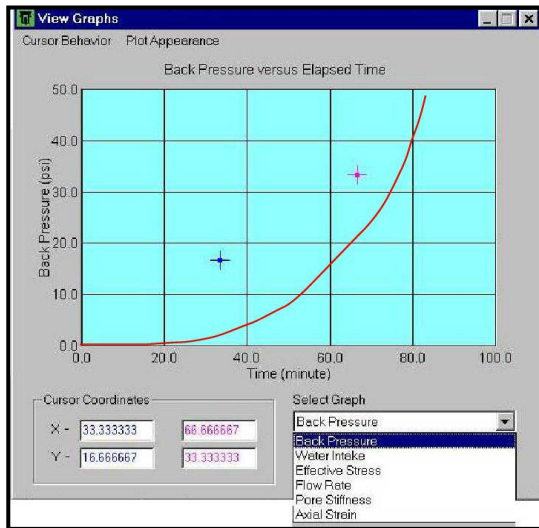 View Graphs
Cursor Behavior Plot Appearance
Back Pressure versus Elapsed Time
Back Pressure (psi)
50.0
40.0
30.0
20.0
10.0
0.0
0.0 20.0 40.0 60.0 80.0 100.0
Time (minute)
Cursor Coordinates
X - 33.333333 66.666667
Y - 16.666667 33.333333
Select Graph
Back Pressure
Back Pressure
Water Intake
Effective Stress
Flow Rate
Pore Stiffness
Axial Strain